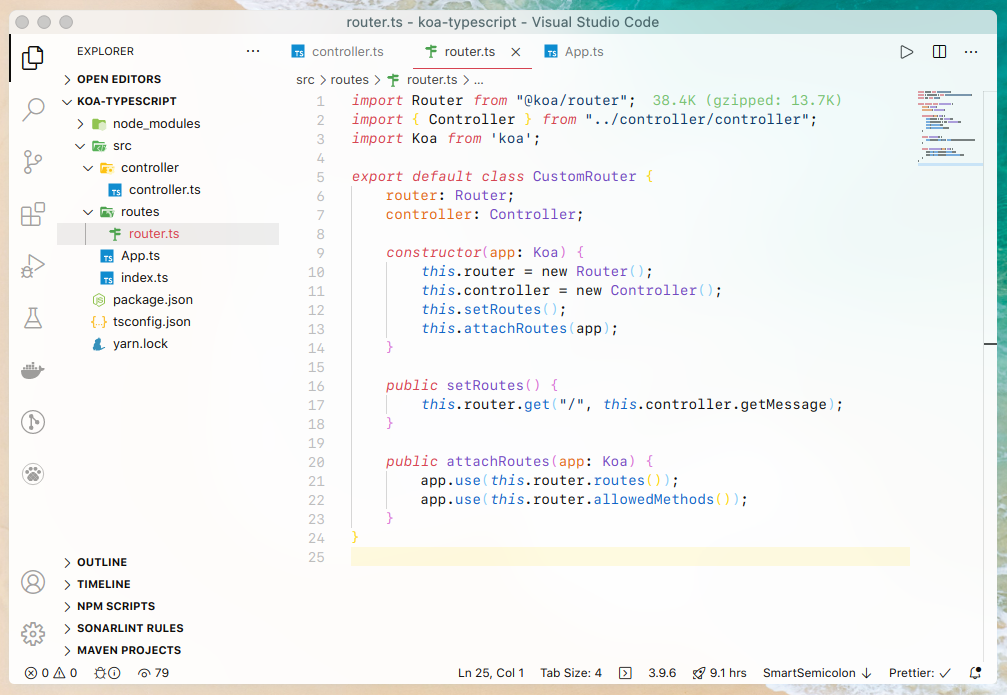 router.ts - koa-typescript - Visual Studio Code
EXPLORER
OPEN EDITORS
KOA-TYPESCRIPT
node_modules
src
controller
TS controller.ts
routes
router.ts
TS App.ts
TS index.ts
package.json
{..} tsconfig.json
yarn.lock
OUTLINE
TIMELINE
NPM SCRIPTS
SONARLINT RULES
MAVEN PROJECTS
TS controller.ts router.ts TS App.ts
src > routes > router.ts > ...
1 import Router from "@koa/router"; 38.4K (gzipped: 13.7K)
2 import { Controller } from "../controller/controller";
3 import Koa from 'koa';
4
5 export default class CustomRouter {
6 router: Router;
7 controller: Controller;
8
9 constructor(app: Koa) {
10 this.router = new Router();
11 this.controller = new Controller();
12 this.setRoutes();
13 this.attachRoutes(app);
14 }
15
16 public setRoutes() {
17 this.router.get("/", this.controller.getMessage);
18 }
19
20 public attachRoutes(app: Koa) {
21 app.use(this.router.routes());
22 app.use(this.router.allowedMethods());
23 }
24 }
25
0 0 79 Ln 25, Col 1 Tab Size: 4 3.9.6 9.1 hrs SmartSemicolon ↓ Prettier: ✓